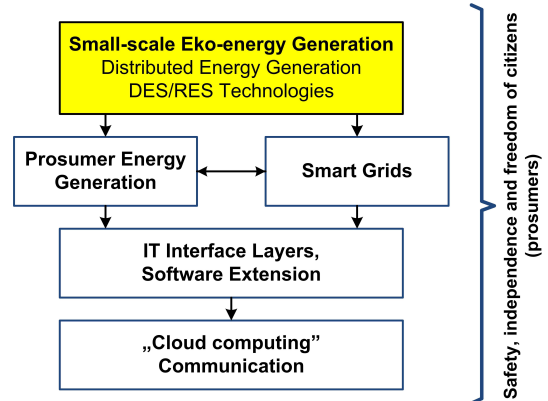 Small-scale Eko-energy Generation
Distributed Energy Generation
DES/RES Technologies
Prosumer Energy
Generation
Smart Grids
IT Interface Layers,
Software Extension
„Cloud computing”
Communication
Safety, independence and freedom of citizens
(prosumers)